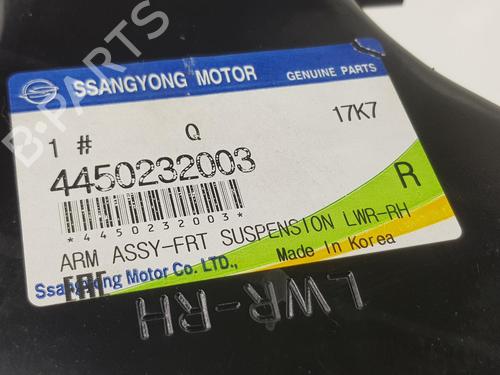 SSANGYONG MOTOR GENUINE PARTS
1 # Q 17K7
4450232003
*4450232003* R
ARM ASSY-FRT SUSPENSION LWR-RH
Ssangyong Motor Co. LTD., Made in Korea
EAC
LWR-RH
B-PARTS